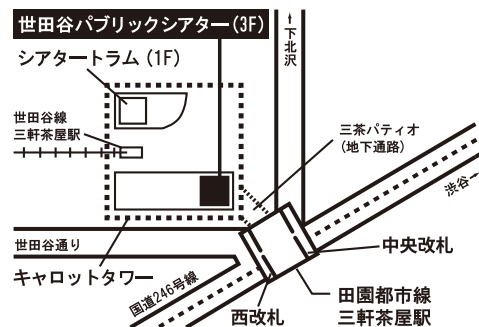 世田谷パブリックシアター(3F)
シアタートラム(1F)
↑下北沢
世田谷線
三軒茶屋駅
三茶パティオ
(地下通路)
渋谷→
世田谷通り
中央改札
キャロットタワー
国道246号線
田園都市線
三軒茶屋駅
西改札